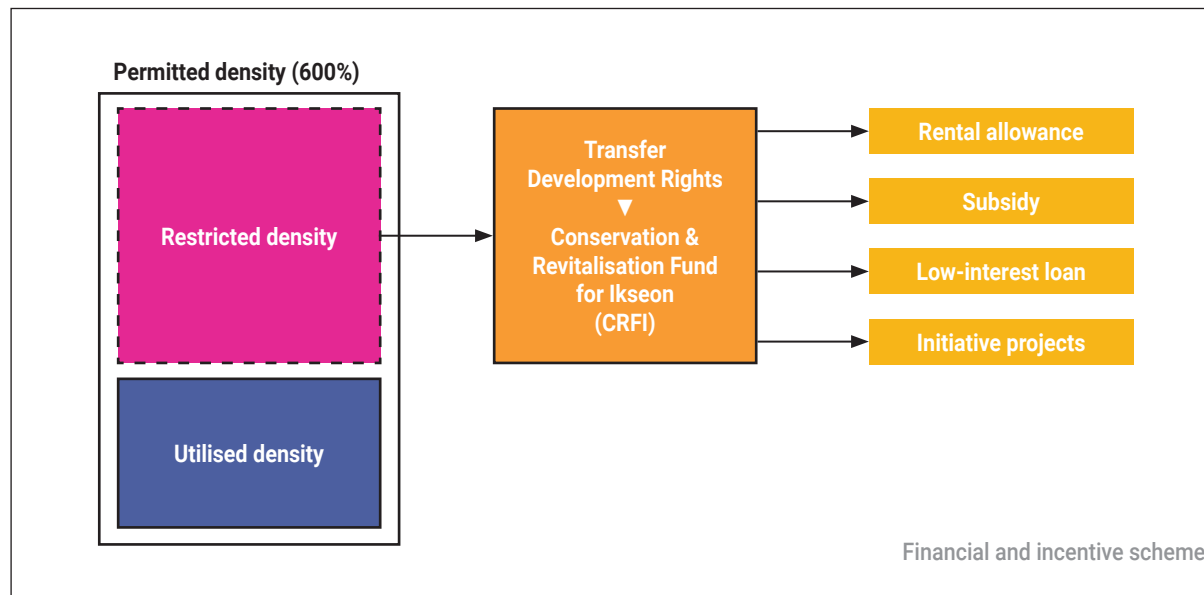 Permitted density (600%)
Restricted density
Utilised density
Transfer
Development Rights
▼
Conservation &
Revitalisation Fund
for Ikseon
(CRFI)
Rental allowance
Subsidy
Low-interest loan
Initiative projects
Financial and incentive scheme